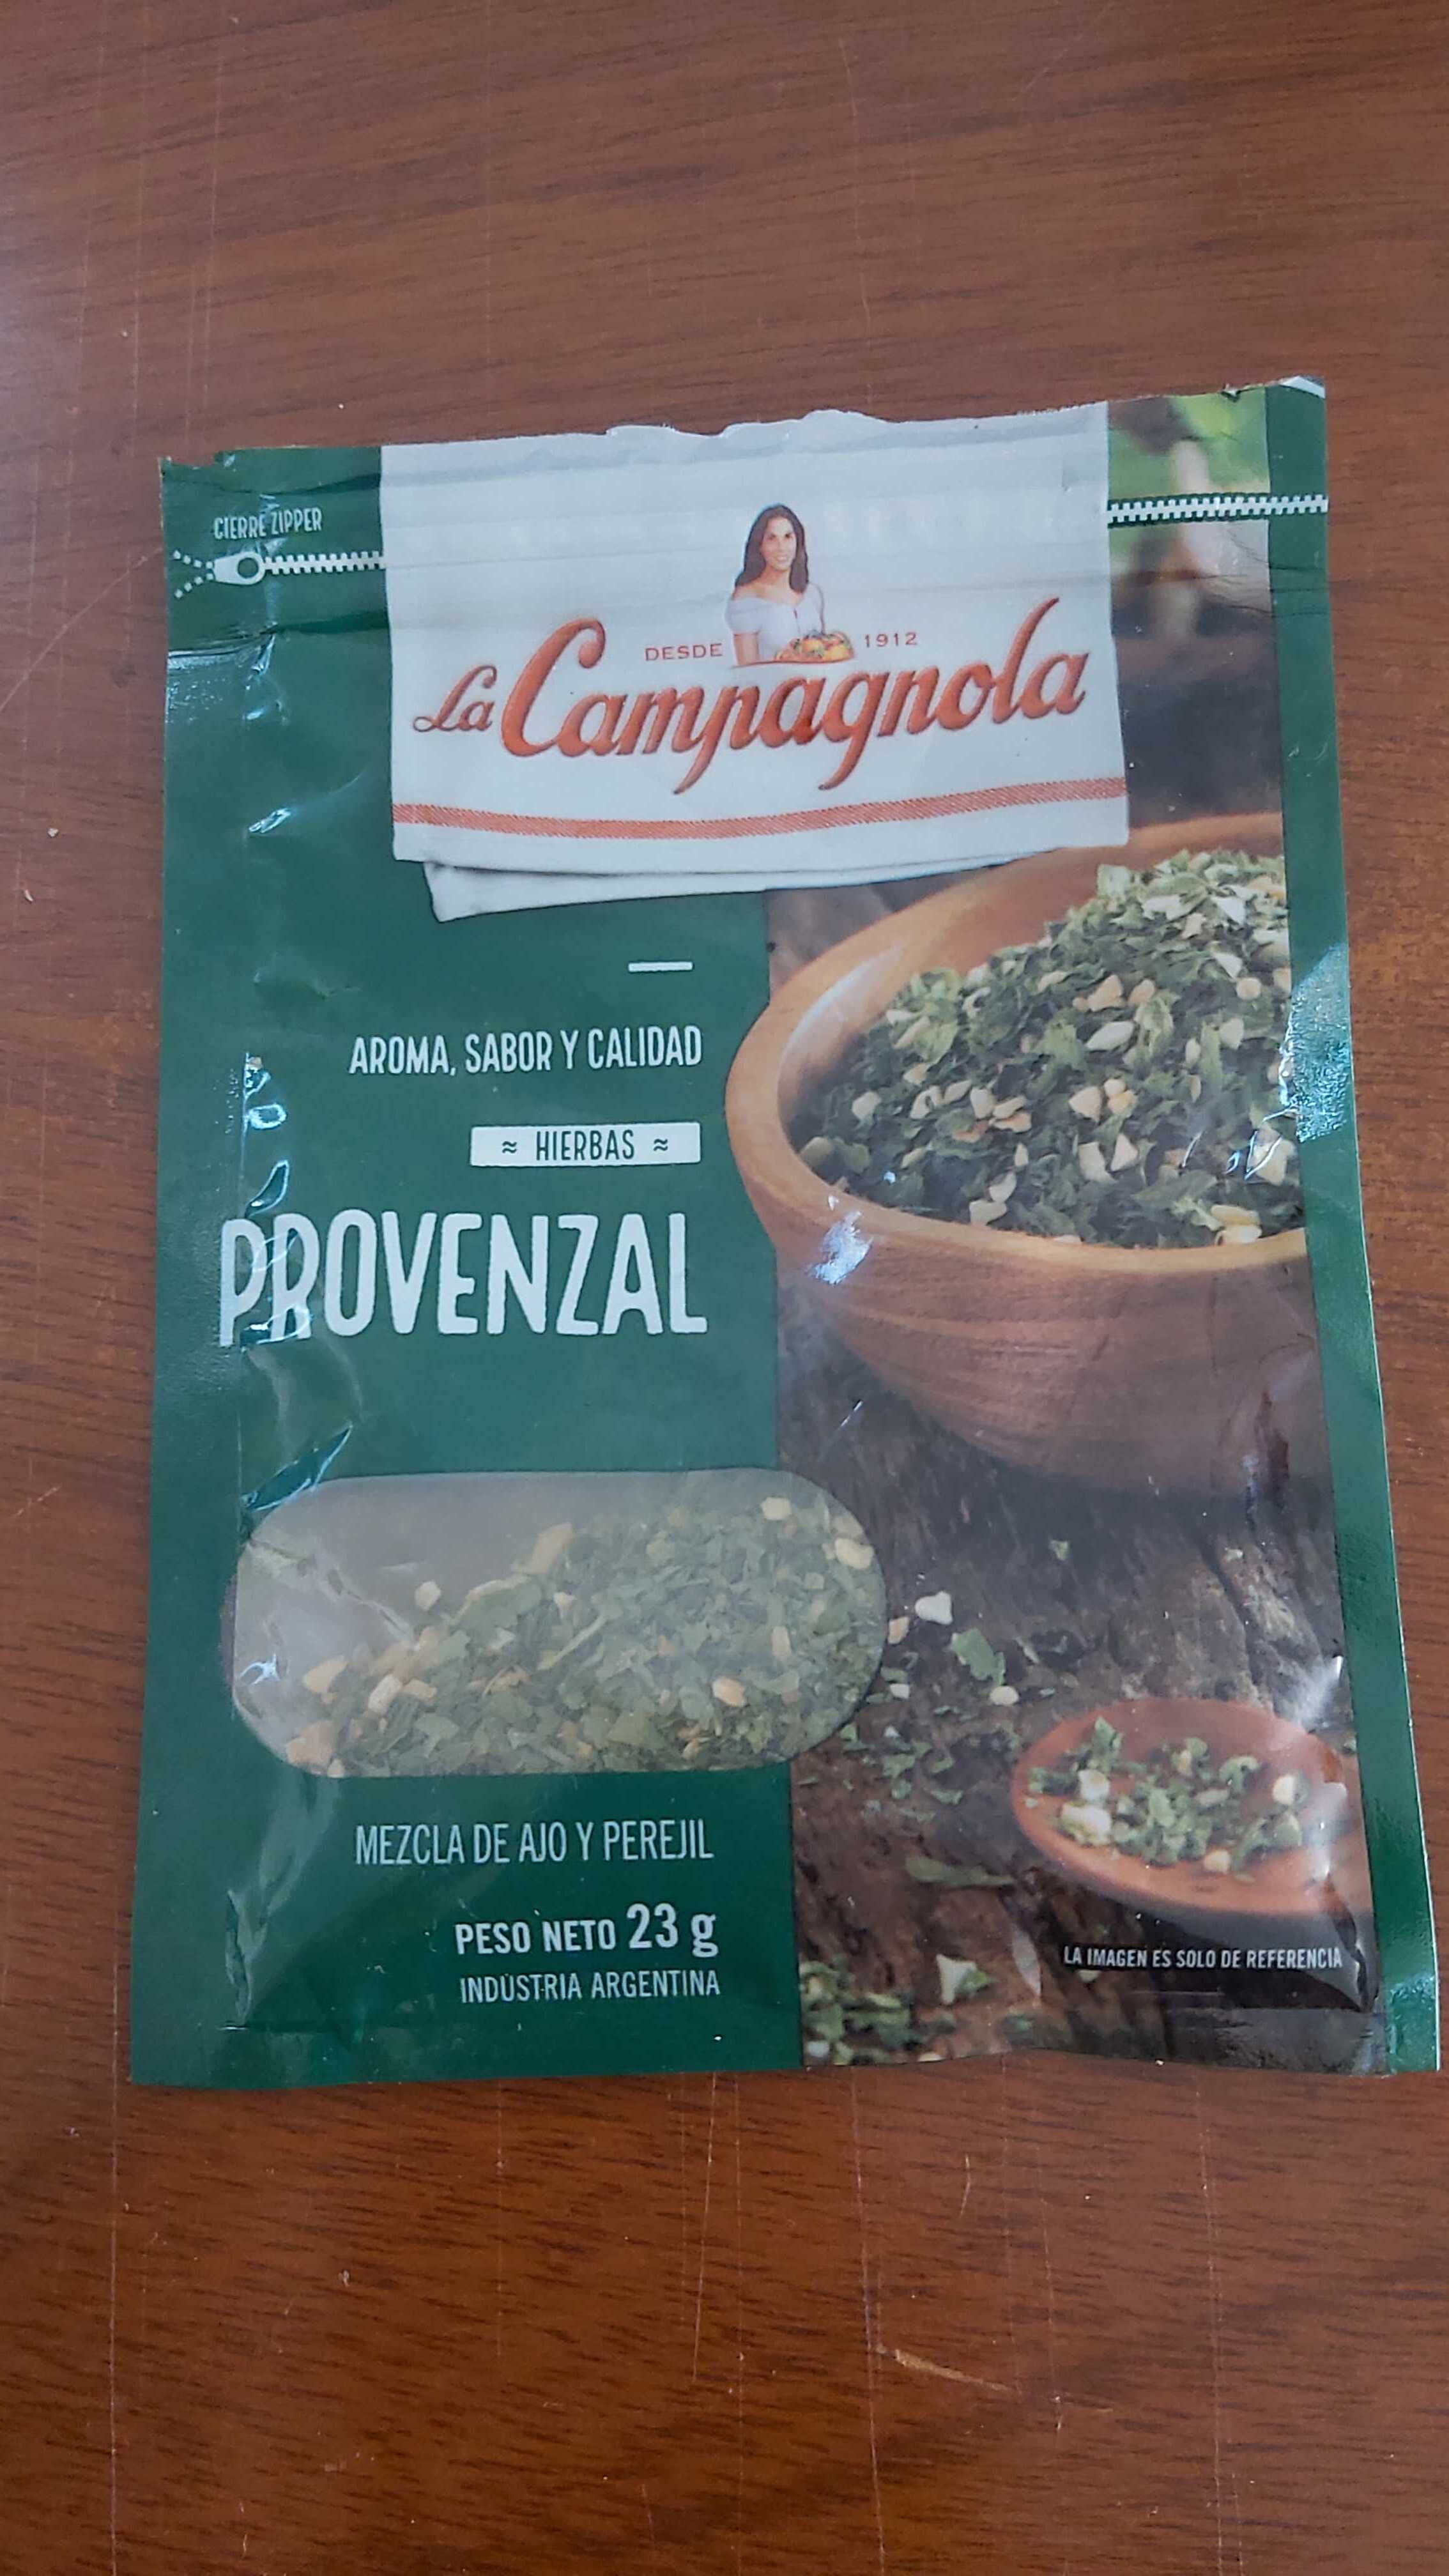 CIERRE ZIPPER
DESDE 1912
La Campagnola
AROMA, SABOR Y CALIDAD
≈ HIERBAS ≈
PROVENZAL
MEZCLA DE AJO Y PEREJIL
PESO NETO 23 g
INDUSTRIA ARGENTINA
LA IMAGEN ES SOLO DE REFERENCIA